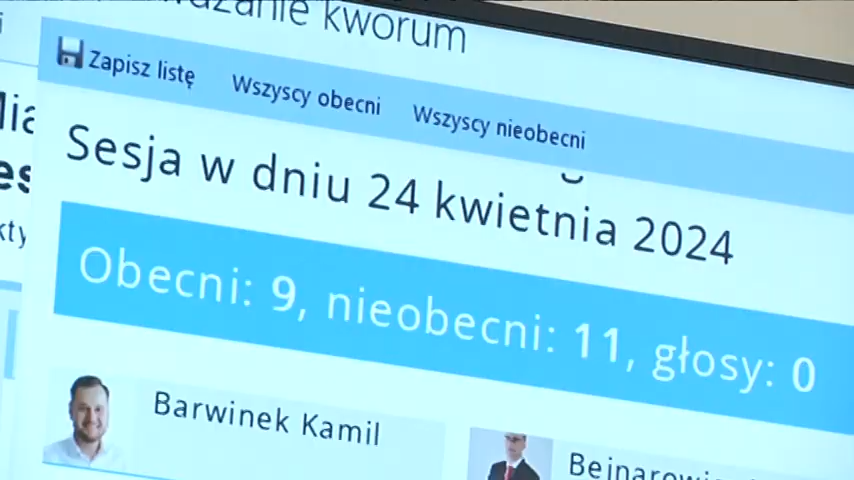 kworum
Zapisz listę Wszyscy obecni Wszyscy nieobecni
Sesja w dniu 24 kwietnia 2024
Obecni: 9, nieobecni: 11, głosy: 0
Barwinek Kamil